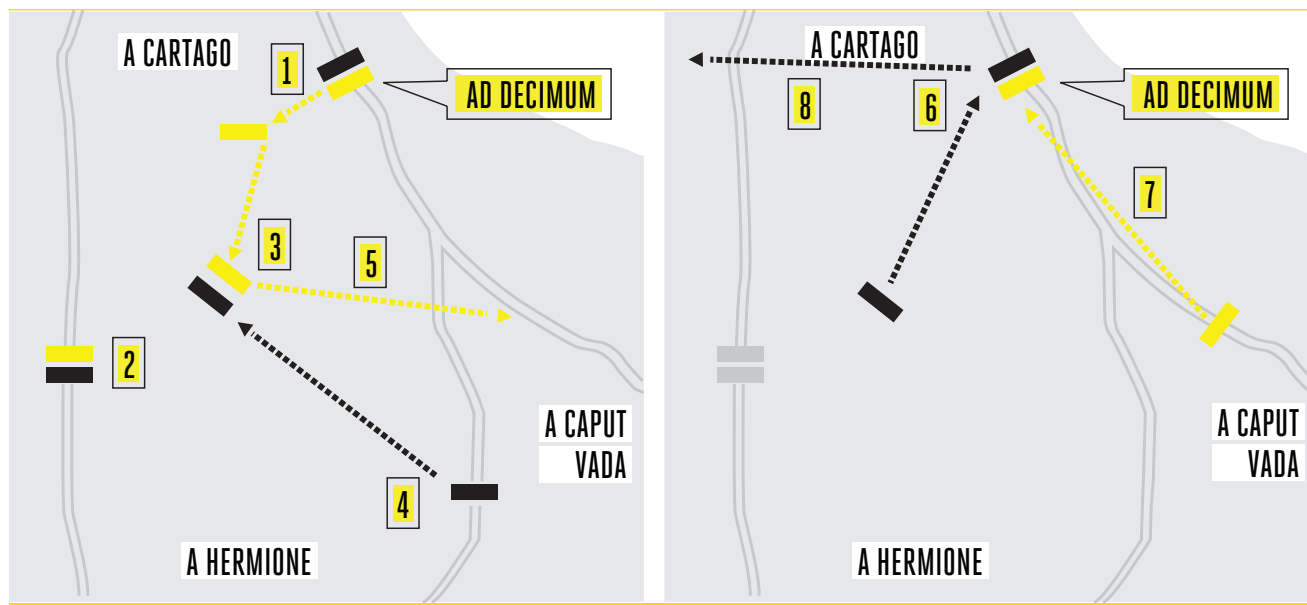 A CARTAGO
1
AD DECIMUM
3
5
2
A CAPUT
VADA
4
A HERMIONE
A CARTAGO
8
6
AD DECIMUM
7
A CAPUT
VADA
A HERMIONE